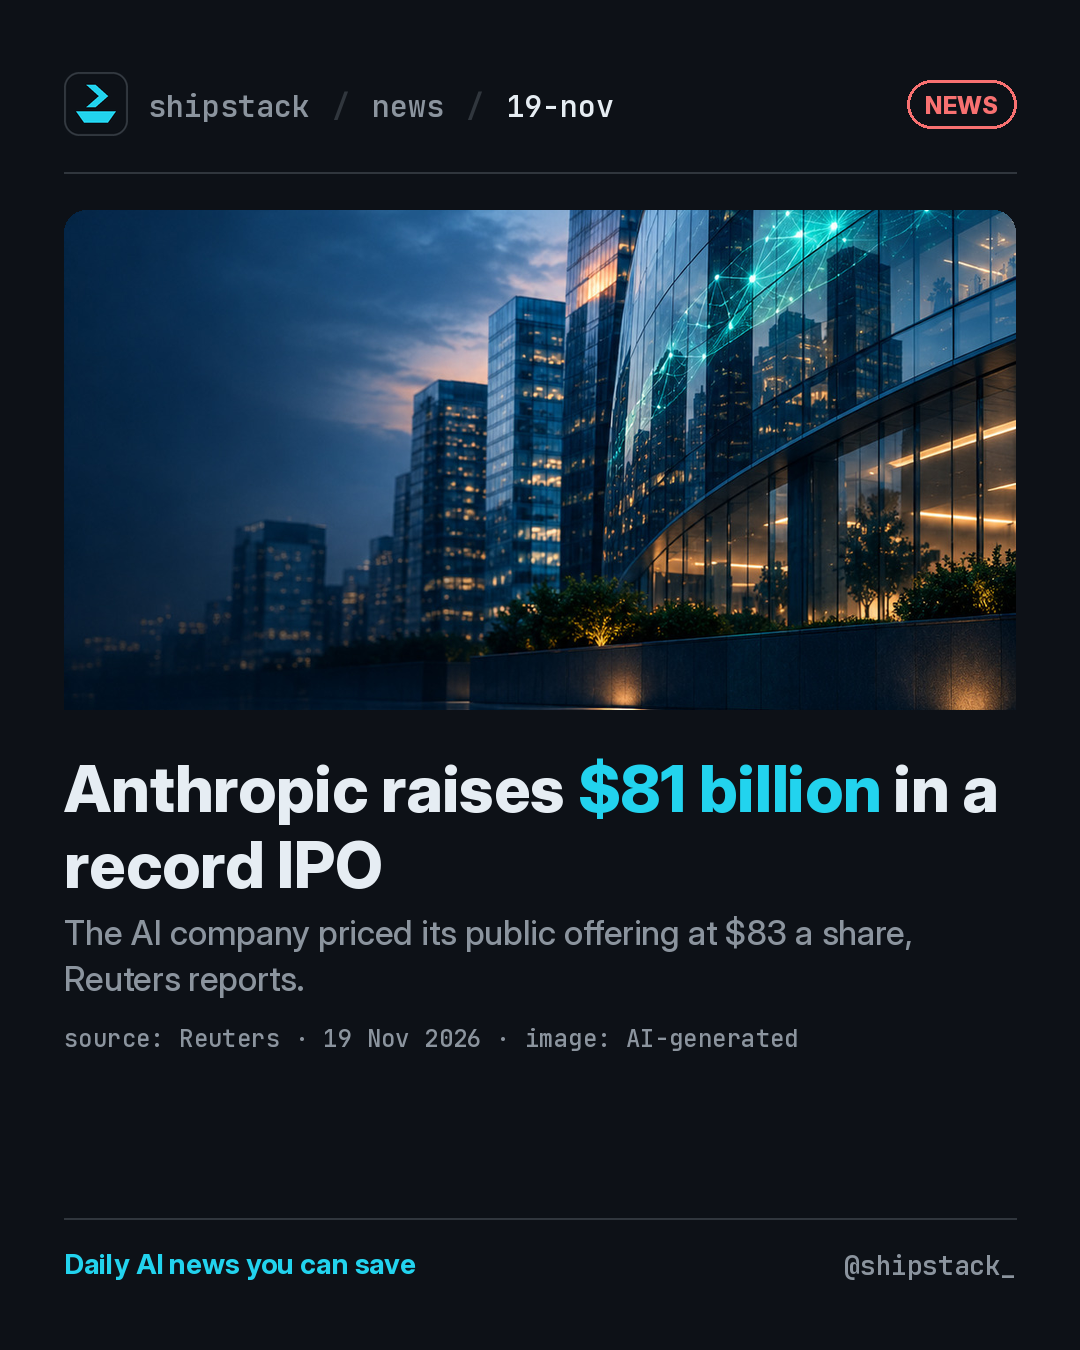 shipstack / news / 19-nov
NEWS
Anthropic raises $81 billion in a
record IPO
The AI company priced its public offering at $83 a share,
Reuters reports.
source: Reuters · 19 Nov 2026 · image: AI-generated
Daily AI news you can save
@shipstack_